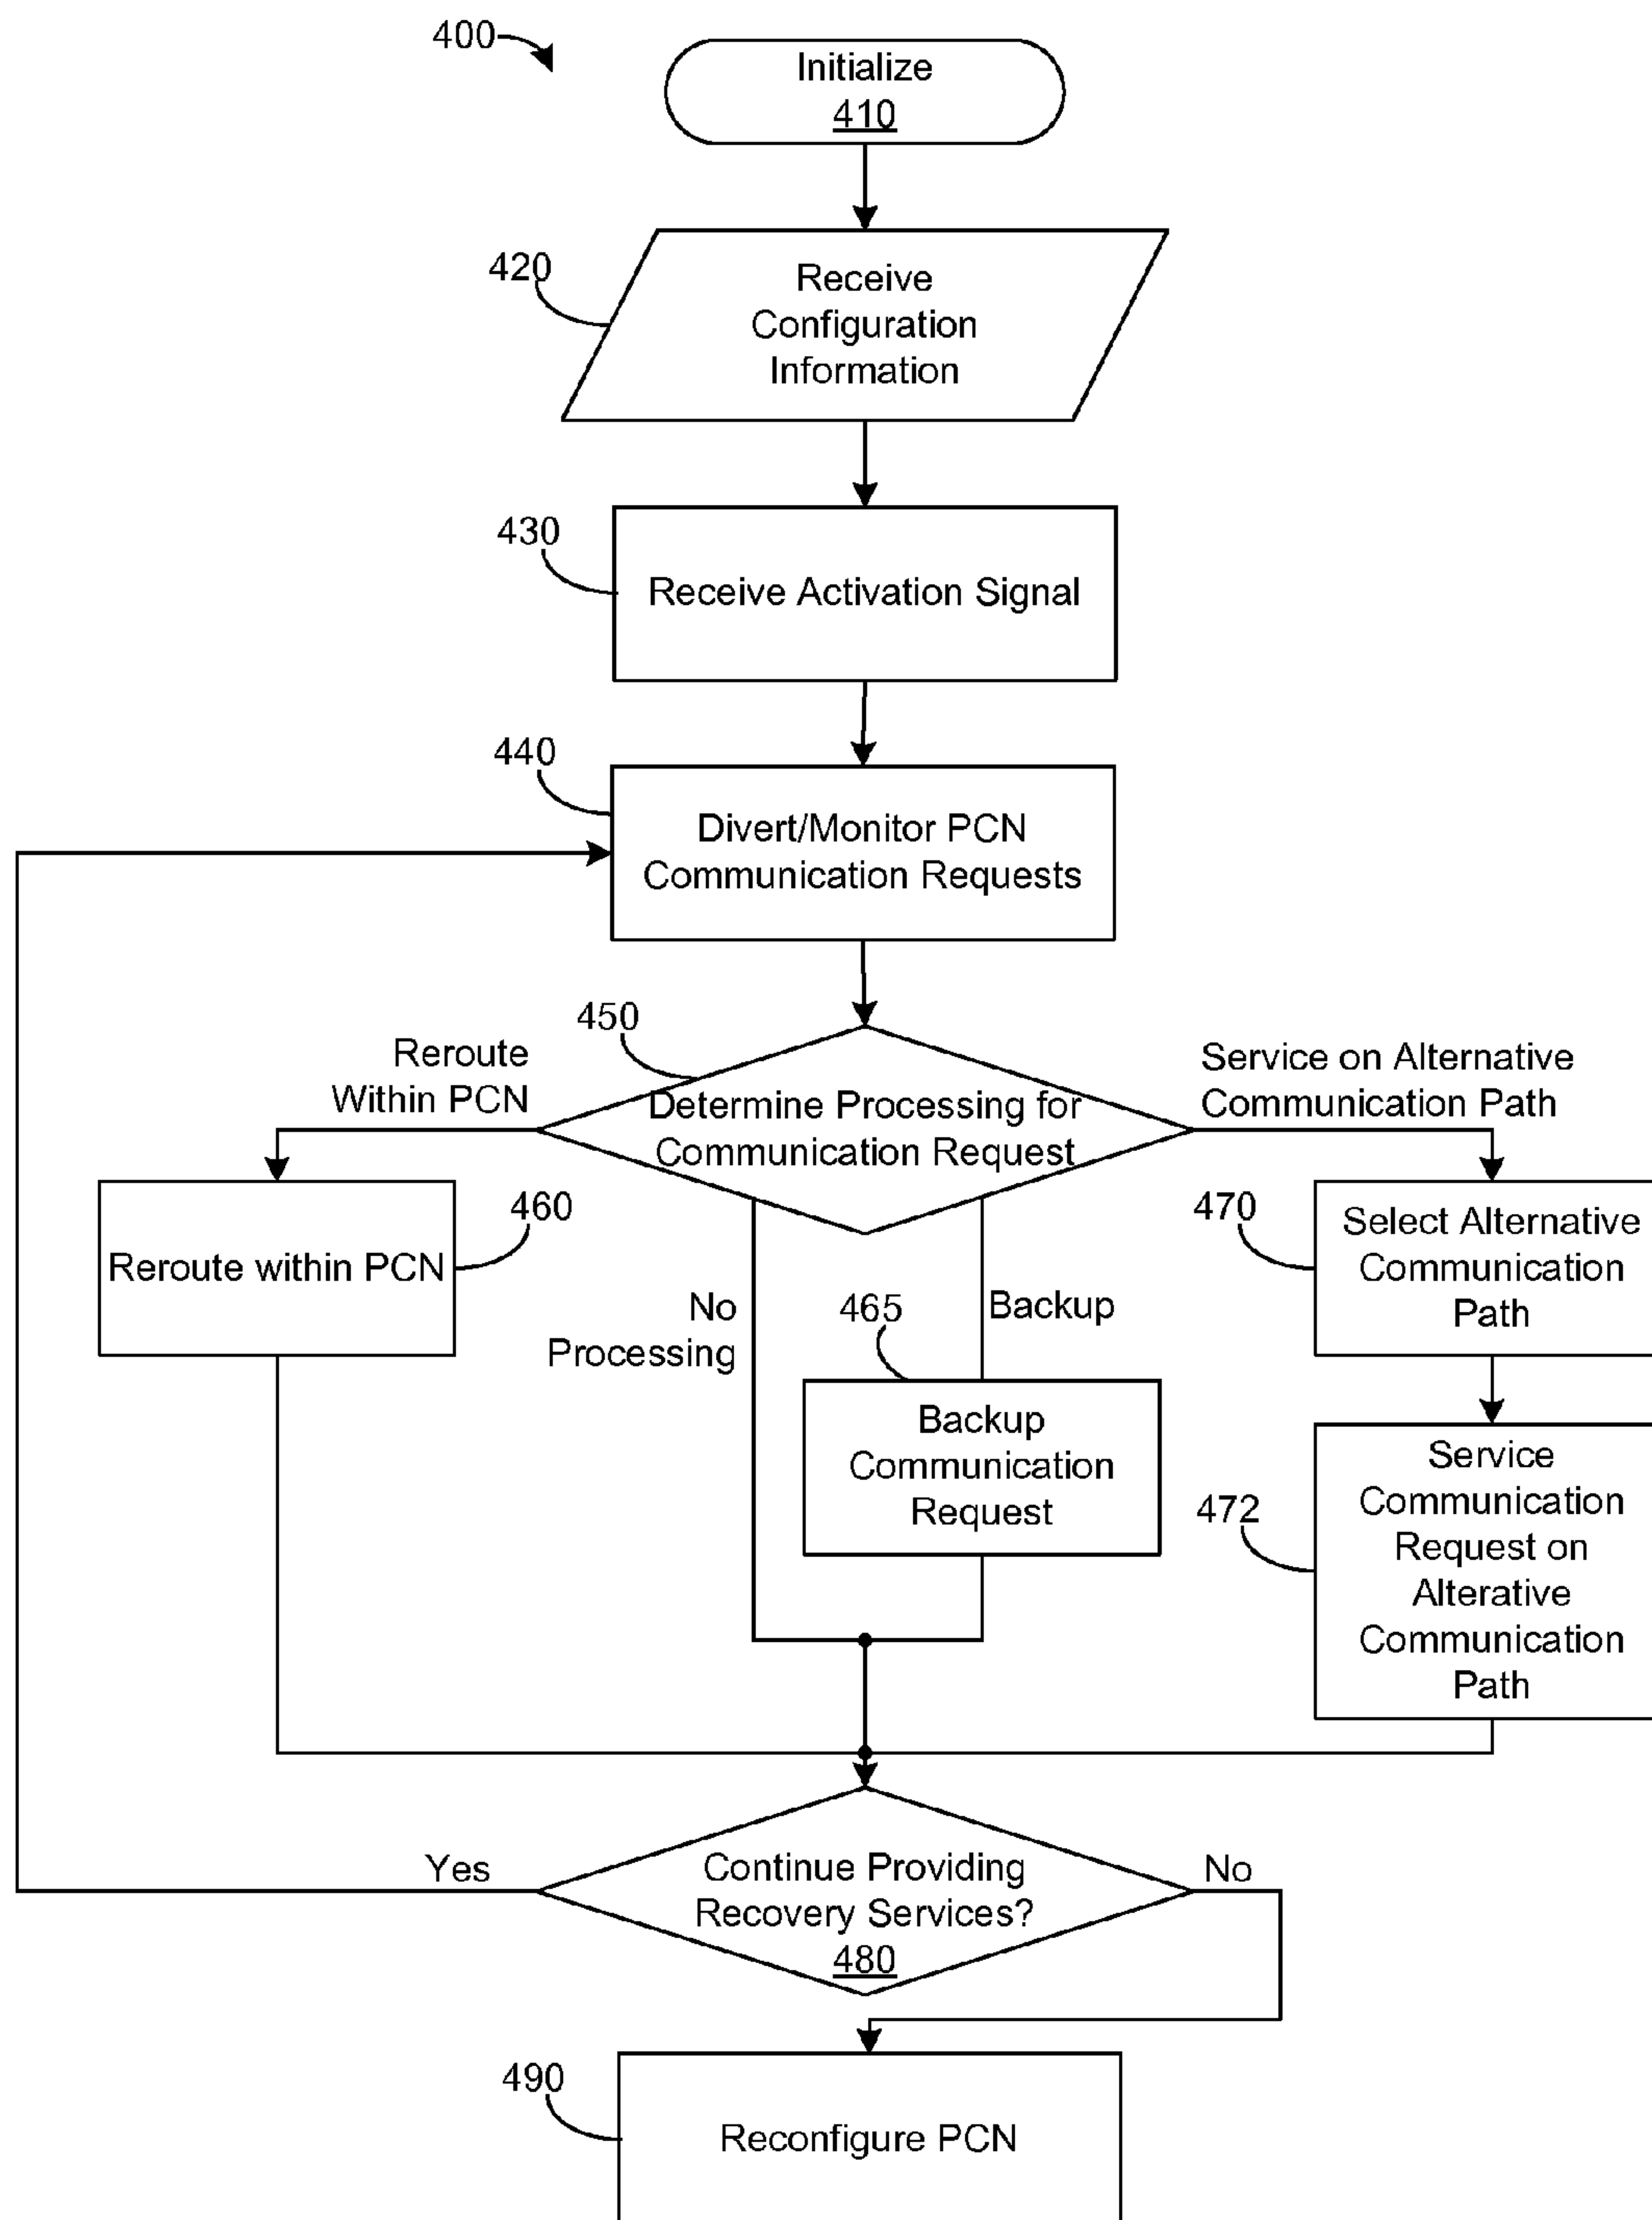 400
Initialize
410
420
Receive
Configuration
Information
430
Receive Activation Signal
440
Divert/Monitor PCN
Communication Requests
450
Reroute
Within PCN
Determine Processing for
Communication Request
Service on Alternative
Communication Path
Reroute within PCN
460
No
Processing
465
Backup
Backup
Communication
Request
470
Select Alternative
Communication
Path
472
Service
Communication
Request on
Alterative
Communication
Path
Yes
Continue Providing
Recovery Services?
480
No
490
Reconfigure PCN